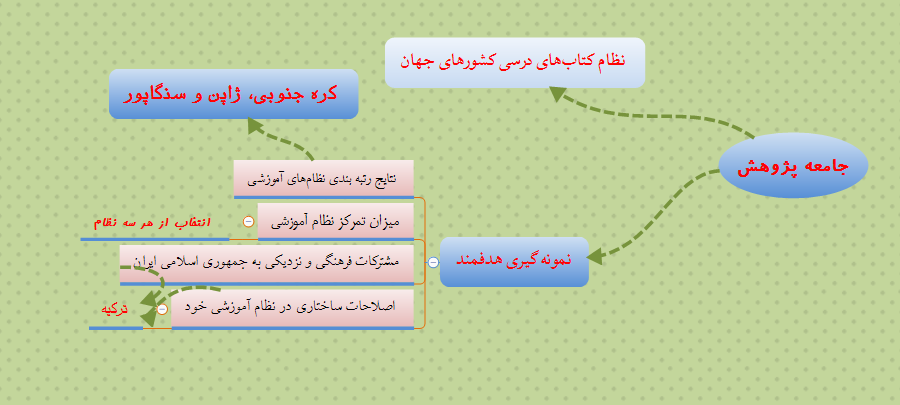 نظام کتاب‌های درسی کشورهای جهان
کره جنوبی، ژاپن و سنگاپور
جامعه پژوهش
نتایج رتبه بندی نظام‌های آموزشی
میزان تمرکز نظام آموزشی
انتخاب از هر سه نظام
نمونه گیری هدفمند
مشترکات فرهنگی و نزدیکی به جمهوری اسلامی ایران
اصلاحات ساختاری در نظام آموزشی خود
ترکیه